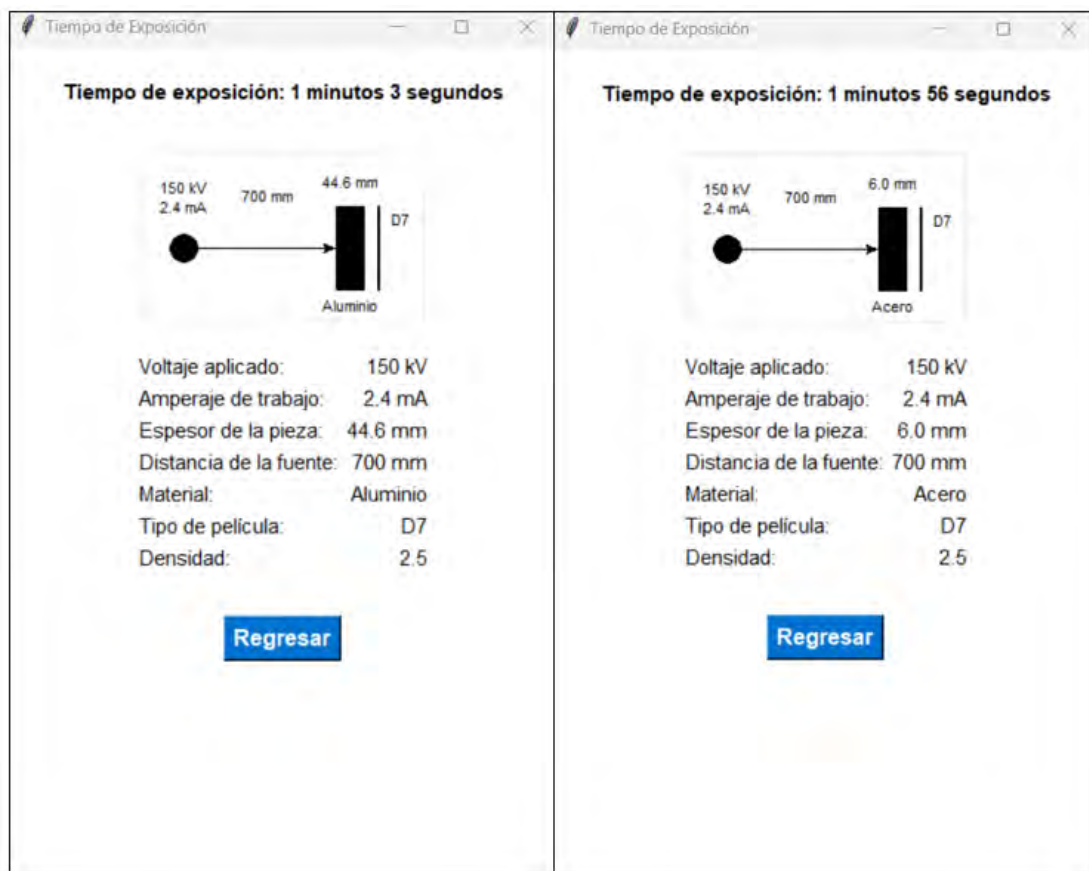 Tiempo de Exposición
Tiempo de exposición: 1 minutos 3 segundos
150 kV
2.4 mA
700 mm
44.6 mm
D7
Aluminio
Voltaje aplicado: 150 kV
Amperaje de trabajo: 2.4 mA
Espesor de la pieza: 44.6 mm
Distancia de la fuente: 700 mm
Material: Aluminio
Tipo de película: D7
Densidad: 2.5
Regresar
Tiempo de Exposición
Tiempo de exposición: 1 minutos 56 segundos
150 kV
2.4 mA
700 mm
6.0 mm
D7
Acero
Voltaje aplicado: 150 kV
Amperaje de trabajo: 2.4 mA
Espesor de la pieza: 6.0 mm
Distancia de la fuente: 700 mm
Material: Acero
Tipo de película: D7
Densidad: 2.5
Regresar